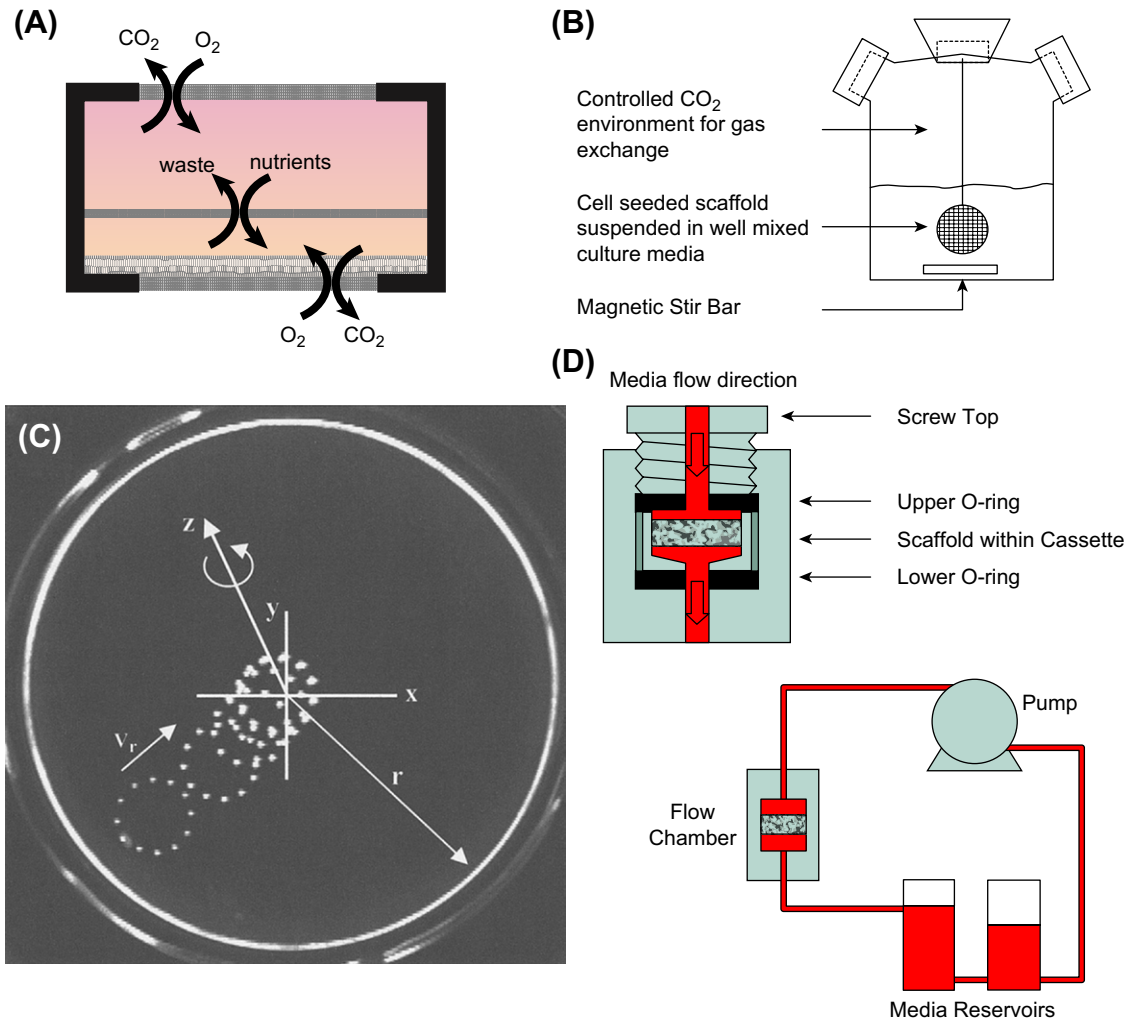 (A)
CO2
O2
waste
nutrients
O2
CO2
(B)
Controlled CO2
environment for gas
exchange
Cell seeded scaffold
suspended in well mixed
culture media
Magnetic Stir Bar
(C)
z
y
x
Vr
r
(D)
Media flow direction
Screw Top
Upper O-ring
Scaffold within Cassette
Lower O-ring
Pump
Flow
Chamber
Media Reservoirs